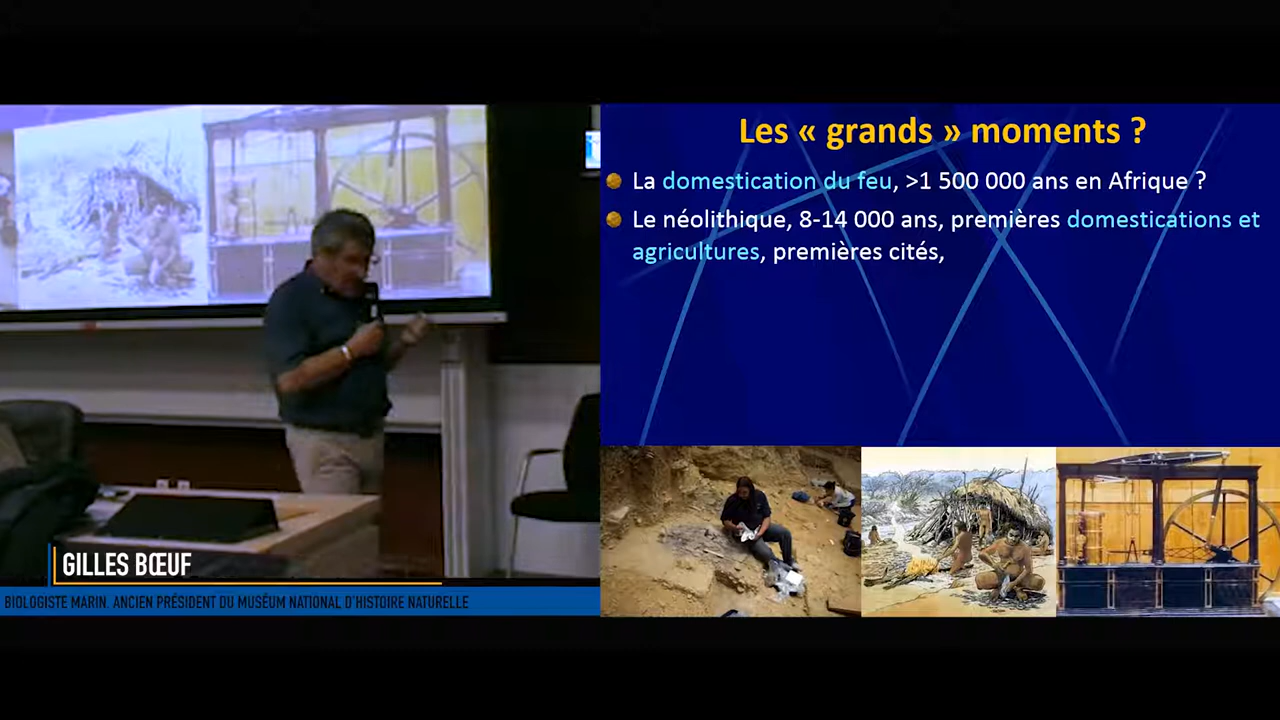 Les « grands » moments ?
La domestication du feu, >1 500 000 ans en Afrique ?
Le néolithique, 8-14 000 ans, premières domestications et
agricultures, premières cités,
GILLES BŒUF
BIOLOGISTE MARIN. ANCIEN PRÉSIDENT DU MUSÉUM NATIONAL D'HISTOIRE NATURELLE